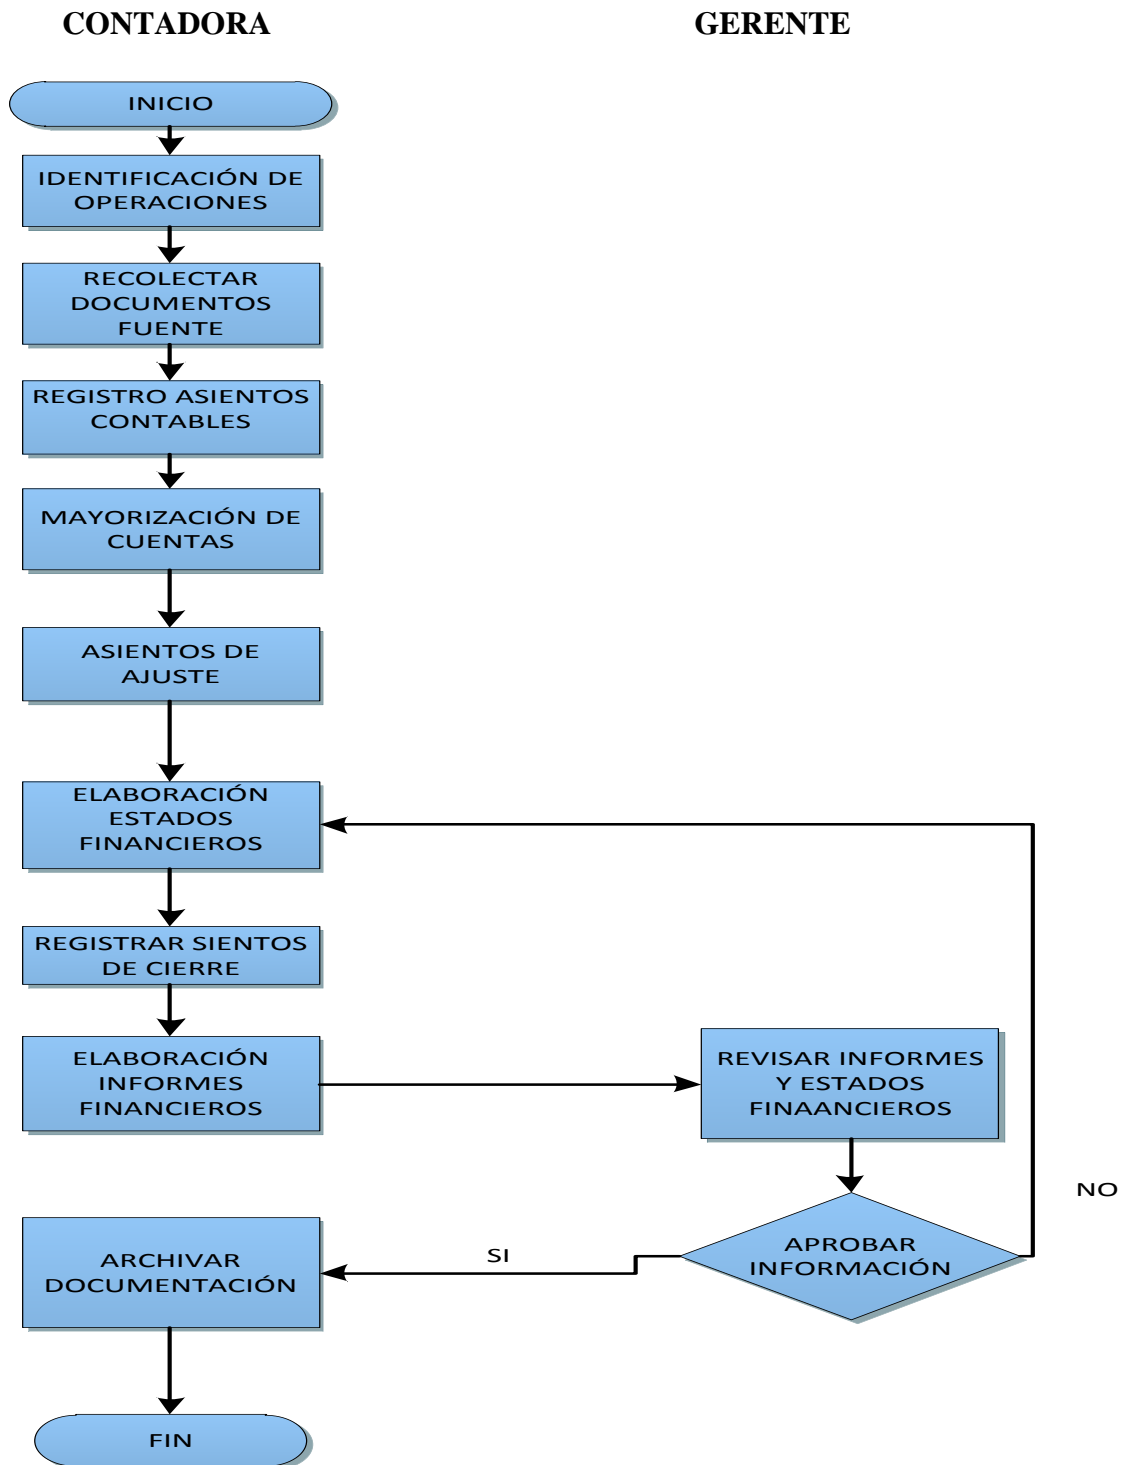 CONTADORA
GERENTE
INICIO
IDENTIFICACIÓN DE
OPERACIONES
RECOLECTAR
DOCUMENTOS
FUENTE
REGISTRO ASIENTOS
CONTABLES
MAYORIZACIÓN DE
CUENTAS
ASIENTOS DE
AJUSTE
ELABORACIÓN
ESTADOS
FINANCIEROS
REGISTRAR SIENTOS
DE CIERRE
ELABORACIÓN
INFORMES
FINANCIEROS
REVISAR INFORMES
Y ESTADOS
FINAANCIEROS
NO
APROBAR
INFORMACIÓN
SI
ARCHIVAR
DOCUMENTACIÓN
FIN